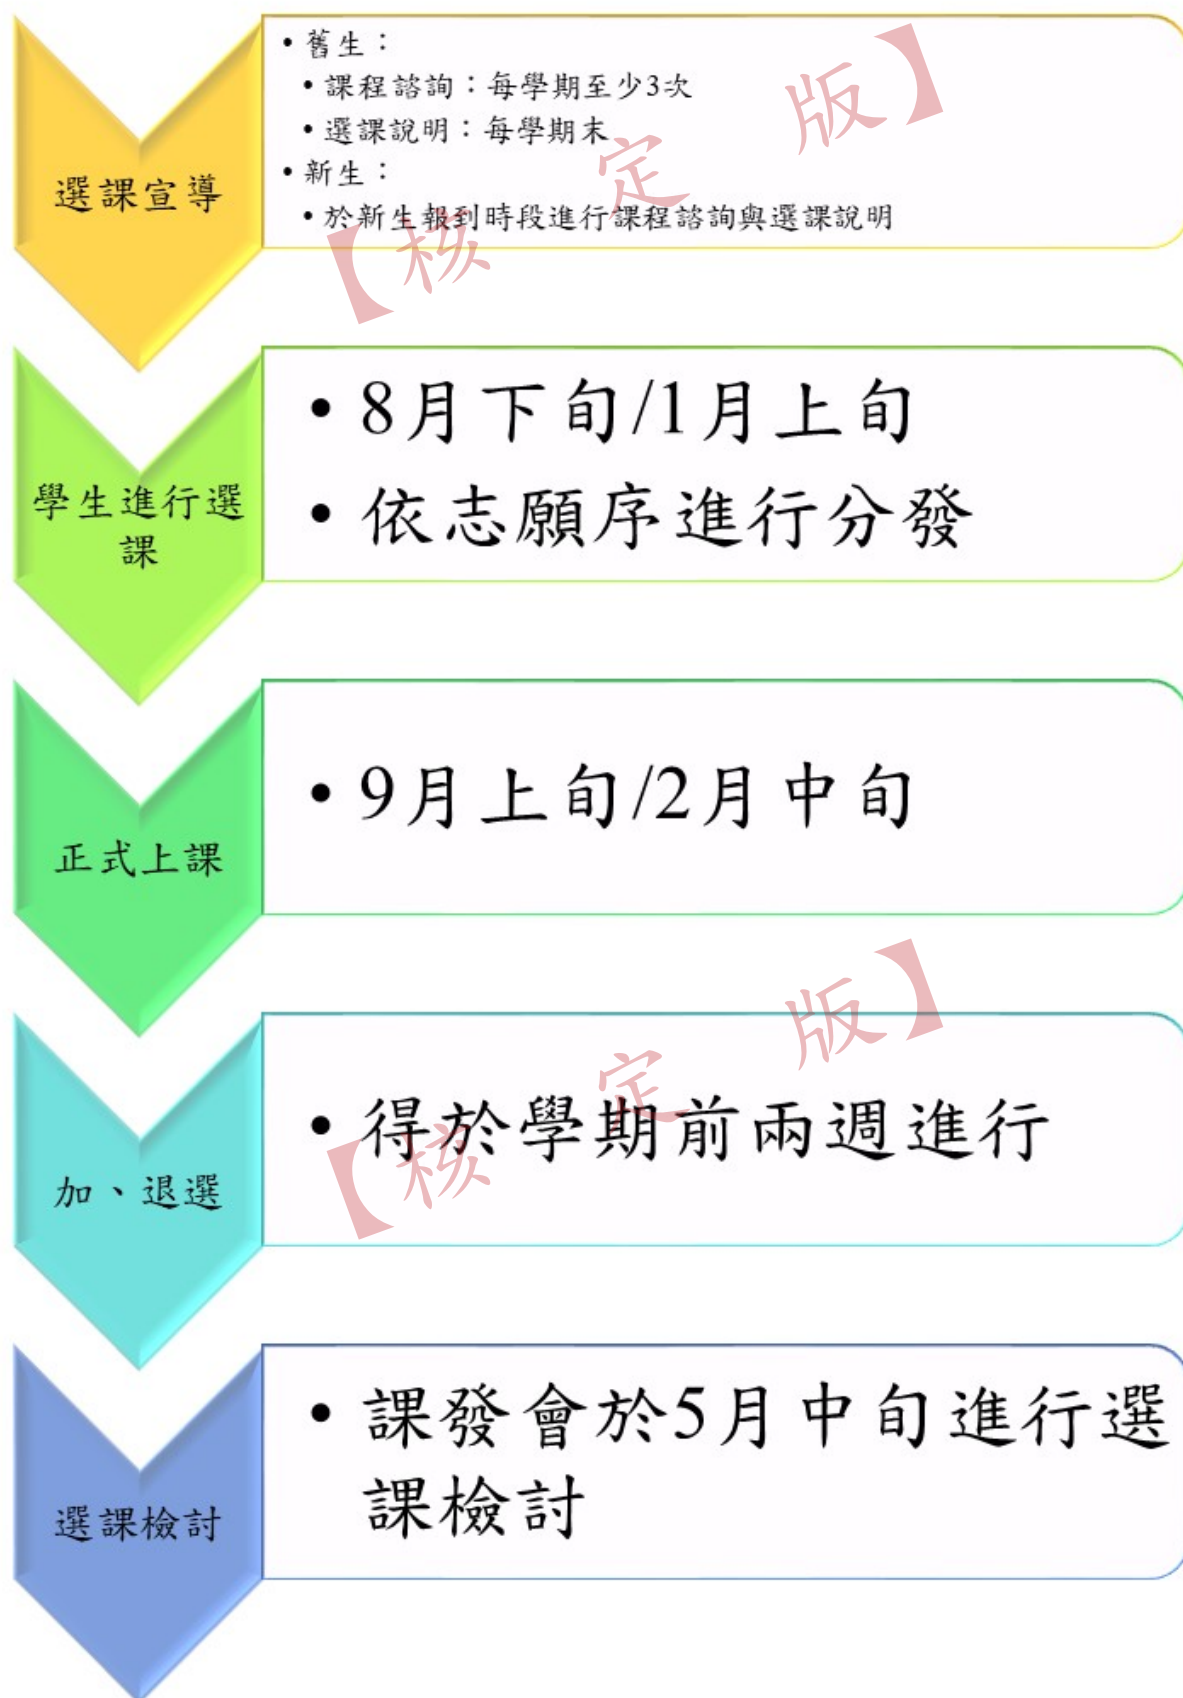 選課宣導
• 舊生：
• 課程諮詢：每學期至少3次
• 選課說明：每學期末
• 新生：
• 於新生報到時段進行課程諮詢與選課說明
【核定版】
學生進行選
課
• 8月下旬/1月上旬
• 依志願序進行分發
正式上課
• 9月上旬/2月中旬
加、退選
• 得於學期前兩週進行
【核定版】
選課檢討
• 課發會於5月中旬進行選
課檢討